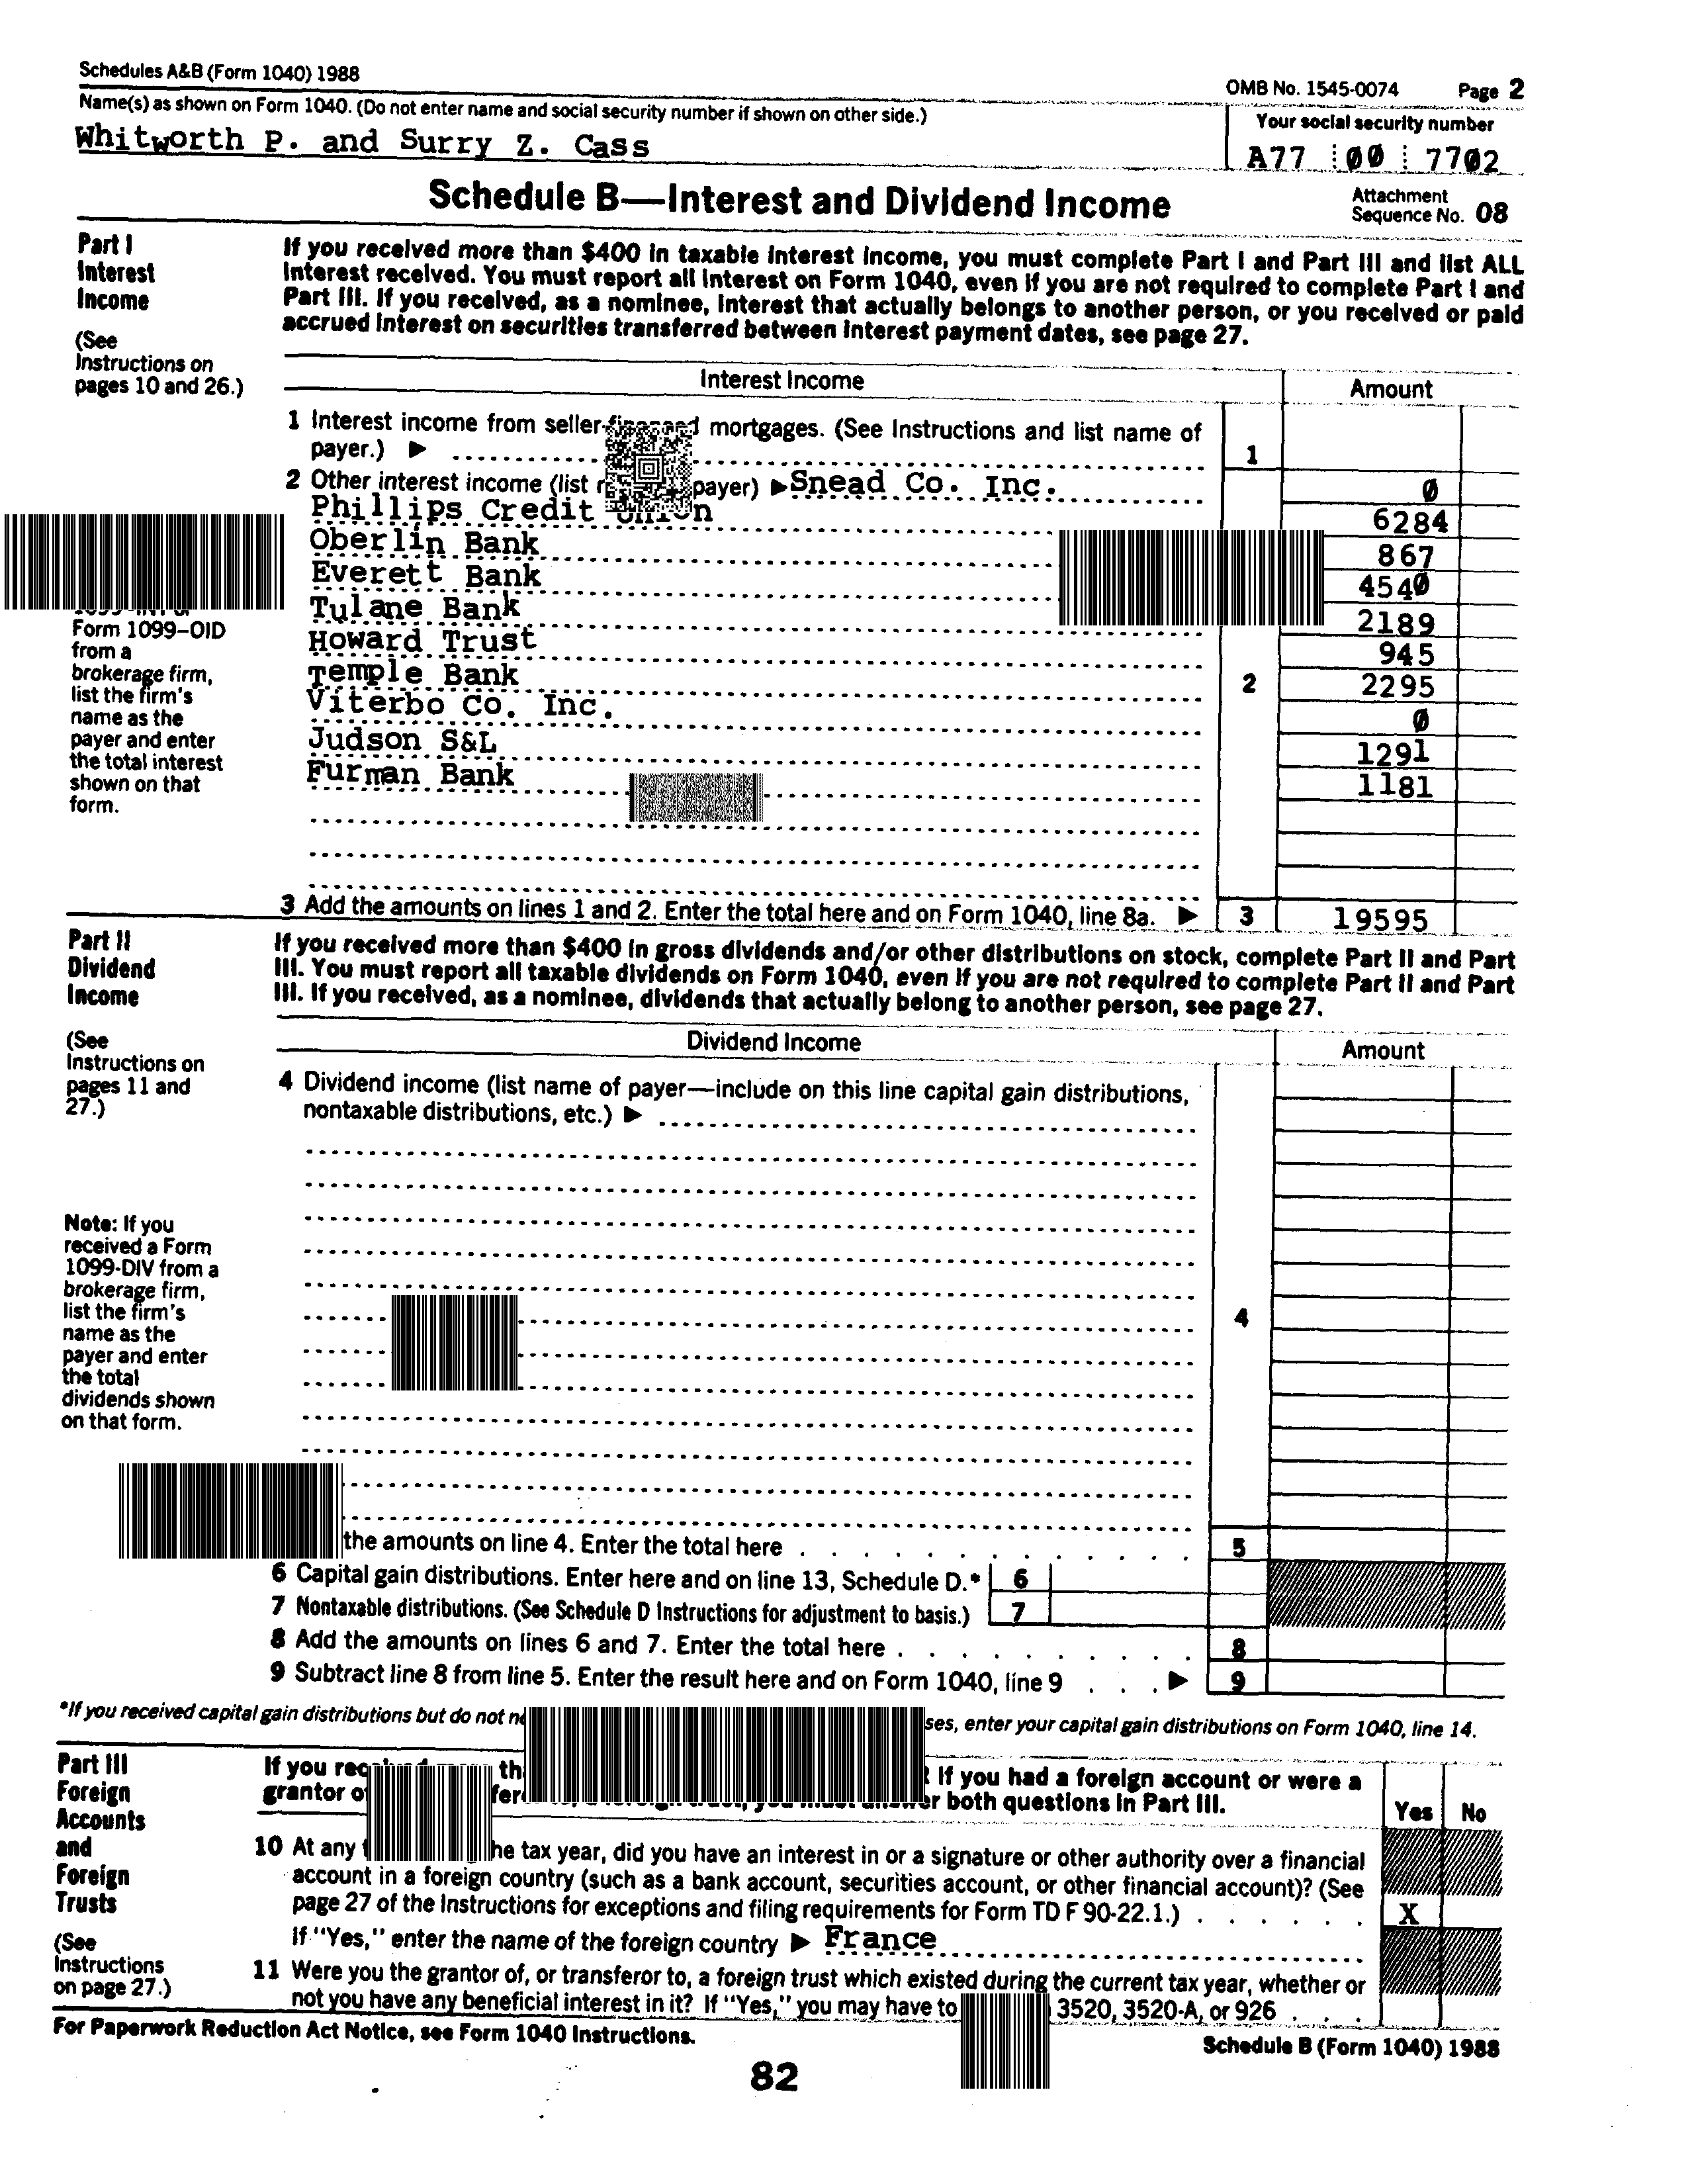 Schedules A&B (Form 1040) 1988
OMB No. 1545-0074 Page 2
Name(s) as shown on Form 1040. (Do not enter name and social security number if shown on other side.)
Your social security number
Whitworth P. and Surry Z. Cass
A77 00 7702
Schedule B—Interest and Dividend Income
Attachment
Sequence No. 08
Part I
Interest
Income
(See
Instructions on
pages 10 and 26.)
If you received more than $400 in taxable interest income, you must complete Part I and Part III and list ALL
interest received. You must report all interest on Form 1040, even if you are not required to complete Part I and
Part III. If you received, as a nominee, interest that actually belongs to another person, or you received or paid
accrued interest on securities transferred between interest payment dates, see page 27.
Interest Income Amount
1 Interest income from seller-financed mortgages. (See Instructions and list name of
payer.) ▶ 1
2 Other interest income (list payer) ▶ Snead Co. Inc. 0
Phillips Credit Union 6284
Oberlin Bank 867
Everett Bank 4540
Tulane Bank 2189
Howard Trust 945
Temple Bank 2 2295
Viterbo Co. Inc. 0
Judson S&L 1291
Furman Bank 1181
Form 1099-OID
from a
brokerage firm,
list the firm's
name as the
payer and enter
the total interest
shown on that
form.
3 Add the amounts on lines 1 and 2. Enter the total here and on Form 1040, line 8a. ▶ 3 19595
Part II
Dividend
Income
(See
Instructions on
pages 11 and
27.)
If you received more than $400 in gross dividends and/or other distributions on stock, complete Part II and Part
III. You must report all taxable dividends on Form 1040, even if you are not required to complete Part II and Part
III. If you received, as a nominee, dividends that actually belong to another person, see page 27.
Dividend Income Amount
4 Dividend income (list name of payer—include on this line capital gain distributions,
nontaxable distributions, etc.) ▶
4
Note: If you
received a Form
1099-DIV from a
brokerage firm,
list the firm's
name as the
payer and enter
the total
dividends shown
on that form.
the amounts on line 4. Enter the total here . . . . . . . . . . . . . 5
6 Capital gain distributions. Enter here and on line 13, Schedule D.* 6
7 Nontaxable distributions. (See Schedule D Instructions for adjustment to basis.) 7
8 Add the amounts on lines 6 and 7. Enter the total here . . . . . . . . . . 8
9 Subtract line 8 from line 5. Enter the result here and on Form 1040, line 9 . . . ▶ 9
*If you received capital gain distributions but do not enter your capital gain distributions on Form 1040, line 14.
Part III
Foreign
Accounts
and
Foreign
Trusts
(See
Instructions
on page 27.)
If you If you had a foreign account or were a
grantor both questions in Part III.
Yes No
10 At any tax year, did you have an interest in or a signature or other authority over a financial
account in a foreign country (such as a bank account, securities account, or other financial account)? (See
page 27 of the Instructions for exceptions and filing requirements for Form TD F 90-22.1.) . . . . . . X
If "Yes," enter the name of the foreign country ▶ France
11 Were you the grantor of, or transferor to, a foreign trust which existed during the current tax year, whether or
not you have any beneficial interest in it? If "Yes," you may have to 3520, 3520-A, or 926 . . .
For Paperwork Reduction Act Notice, see Form 1040 Instructions.
Schedule B (Form 1040) 1988
82